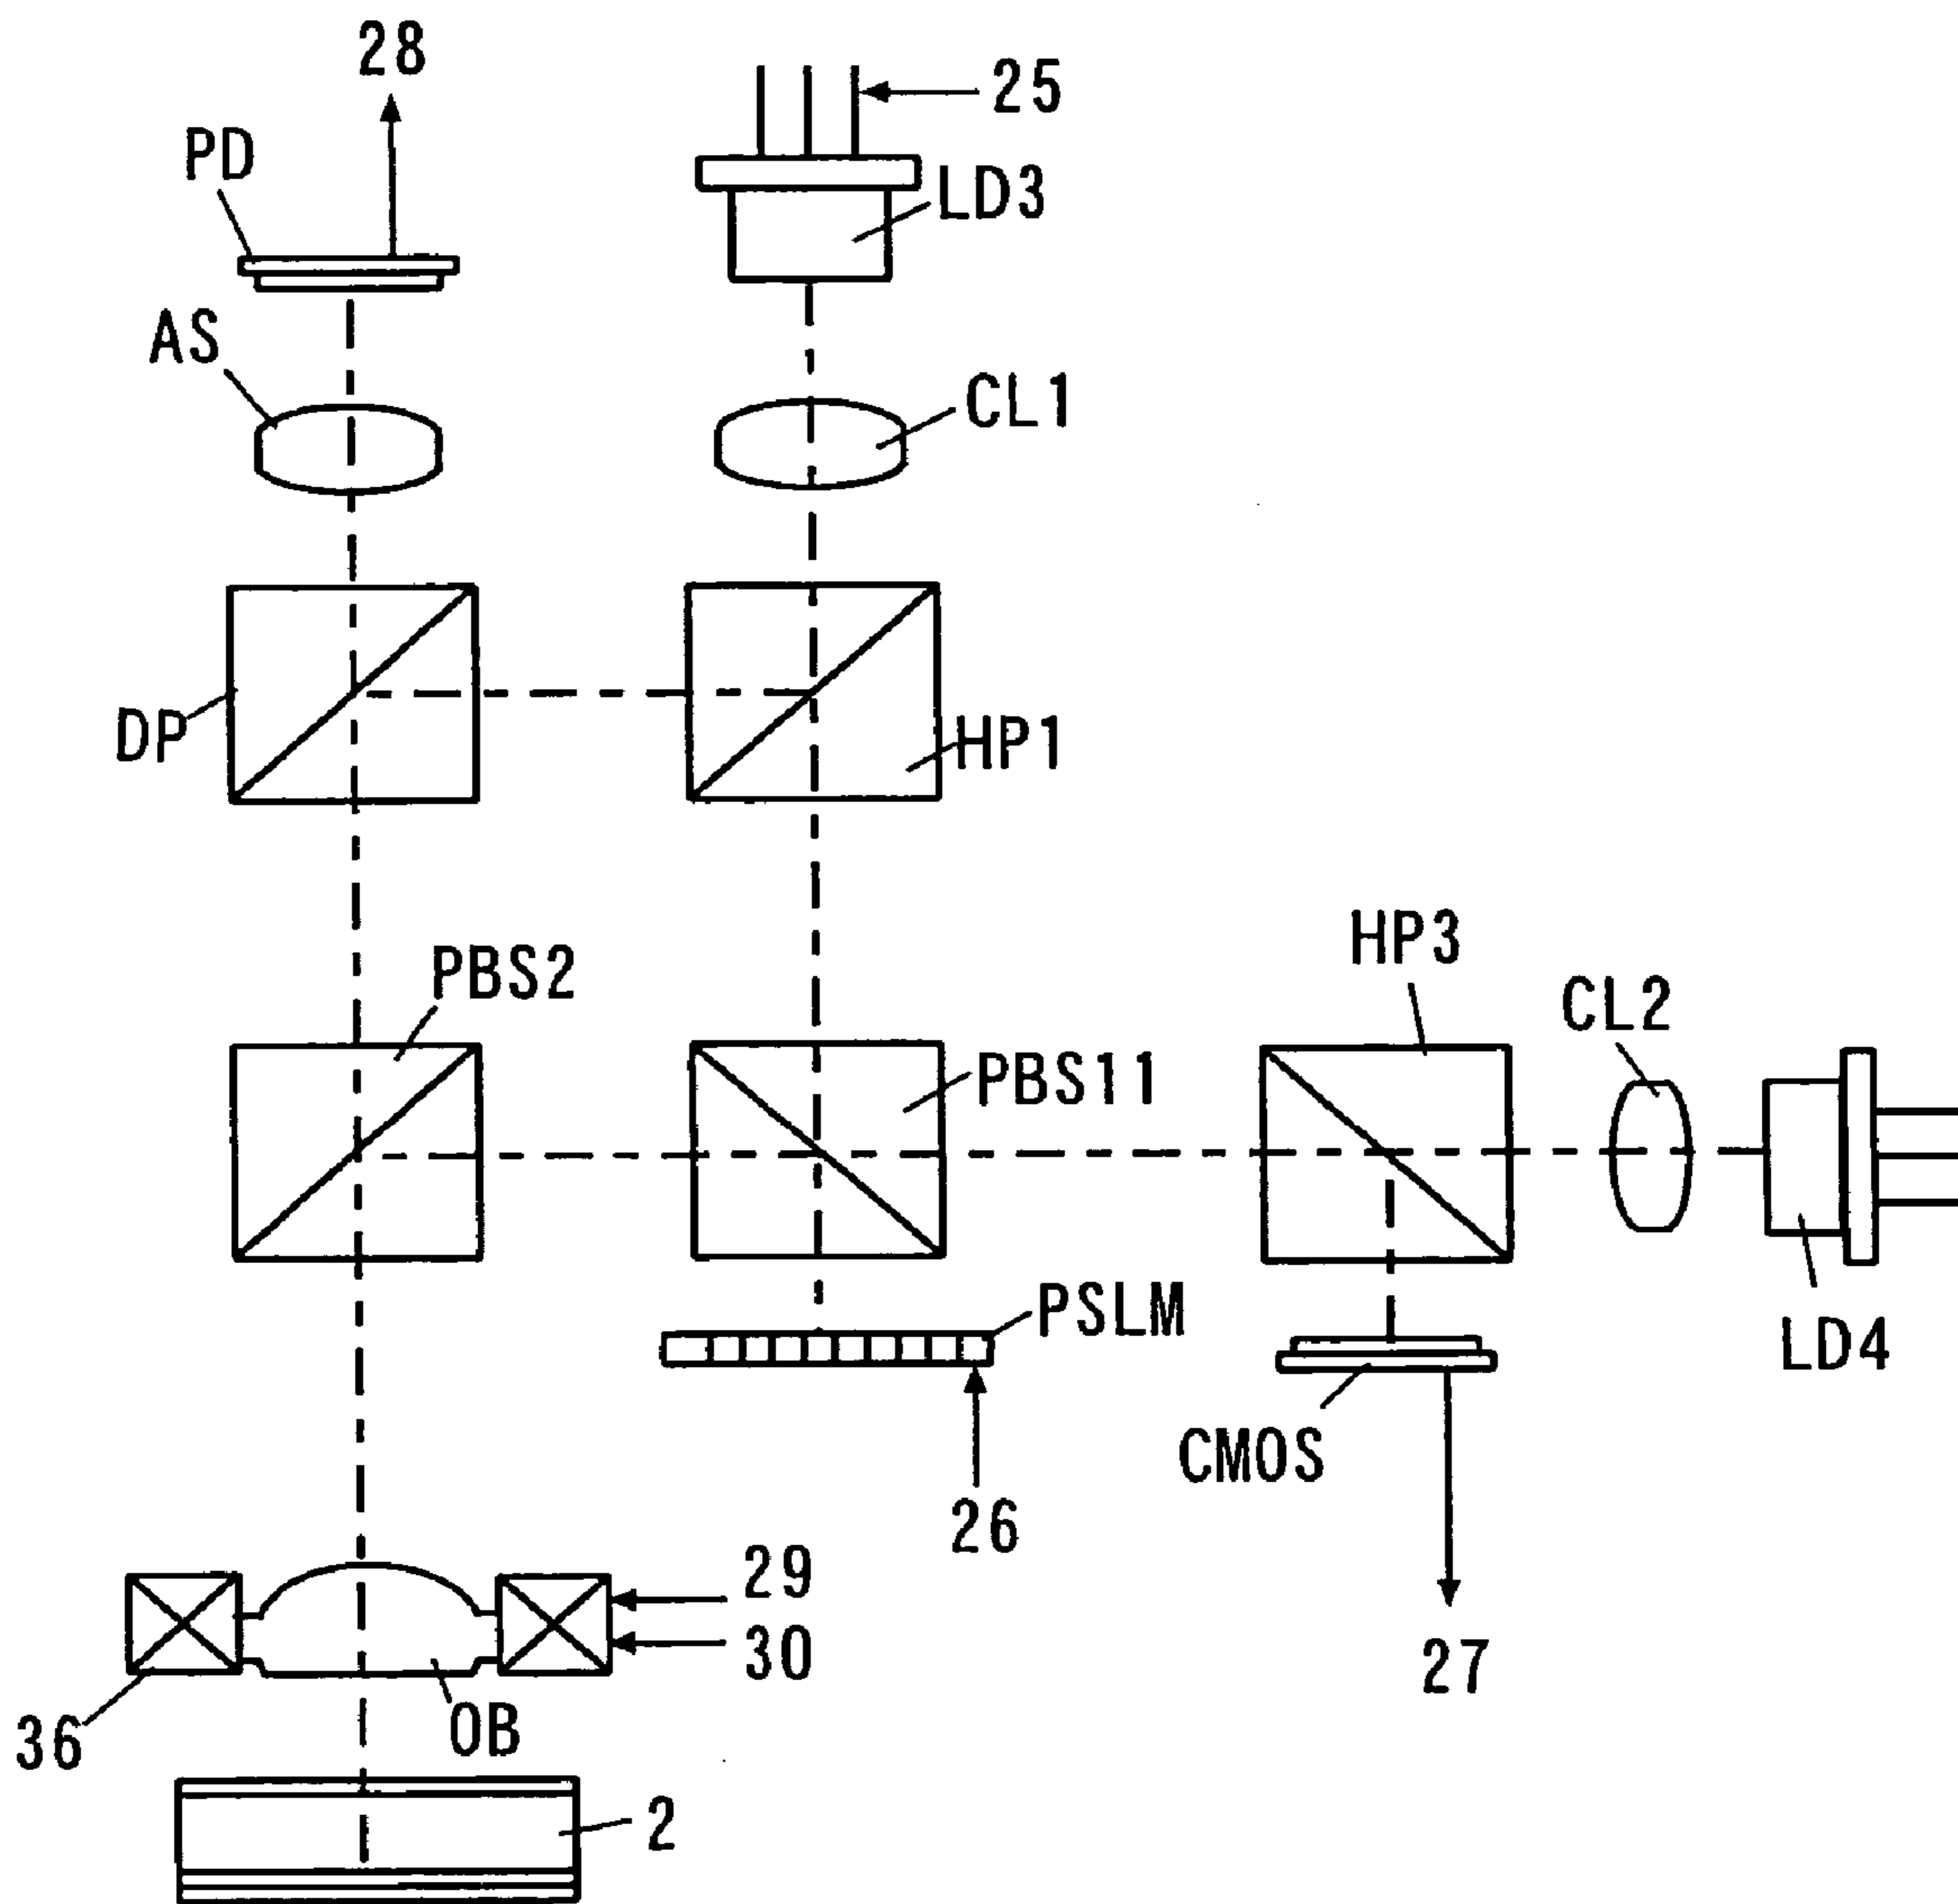 28
25
PD
LD3
AS
CL1
DP
HP1
HP3
PBS2
CL2
PBS11
PSLM
LD4
CMOS
26
29
30
27
OB
36
2